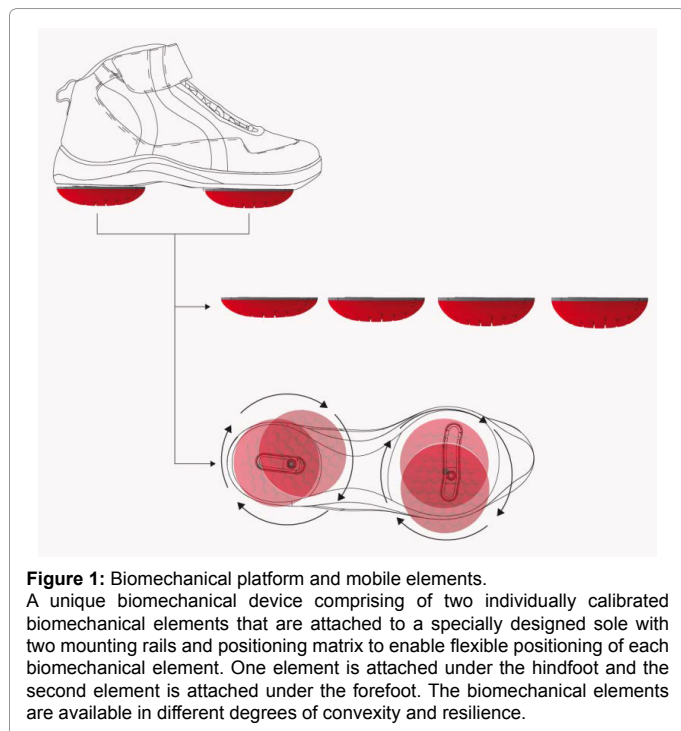 Figure 1: Biomechanical platform and mobile elements.
A unique biomechanical device comprising of two individually calibrated
biomechanical elements that are attached to a specially designed sole with
two mounting rails and positioning matrix to enable flexible positioning of each
biomechanical element. One element is attached under the hindfoot and the
second element is attached under the forefoot. The biomechanical elements
are available in different degrees of convexity and resilience.